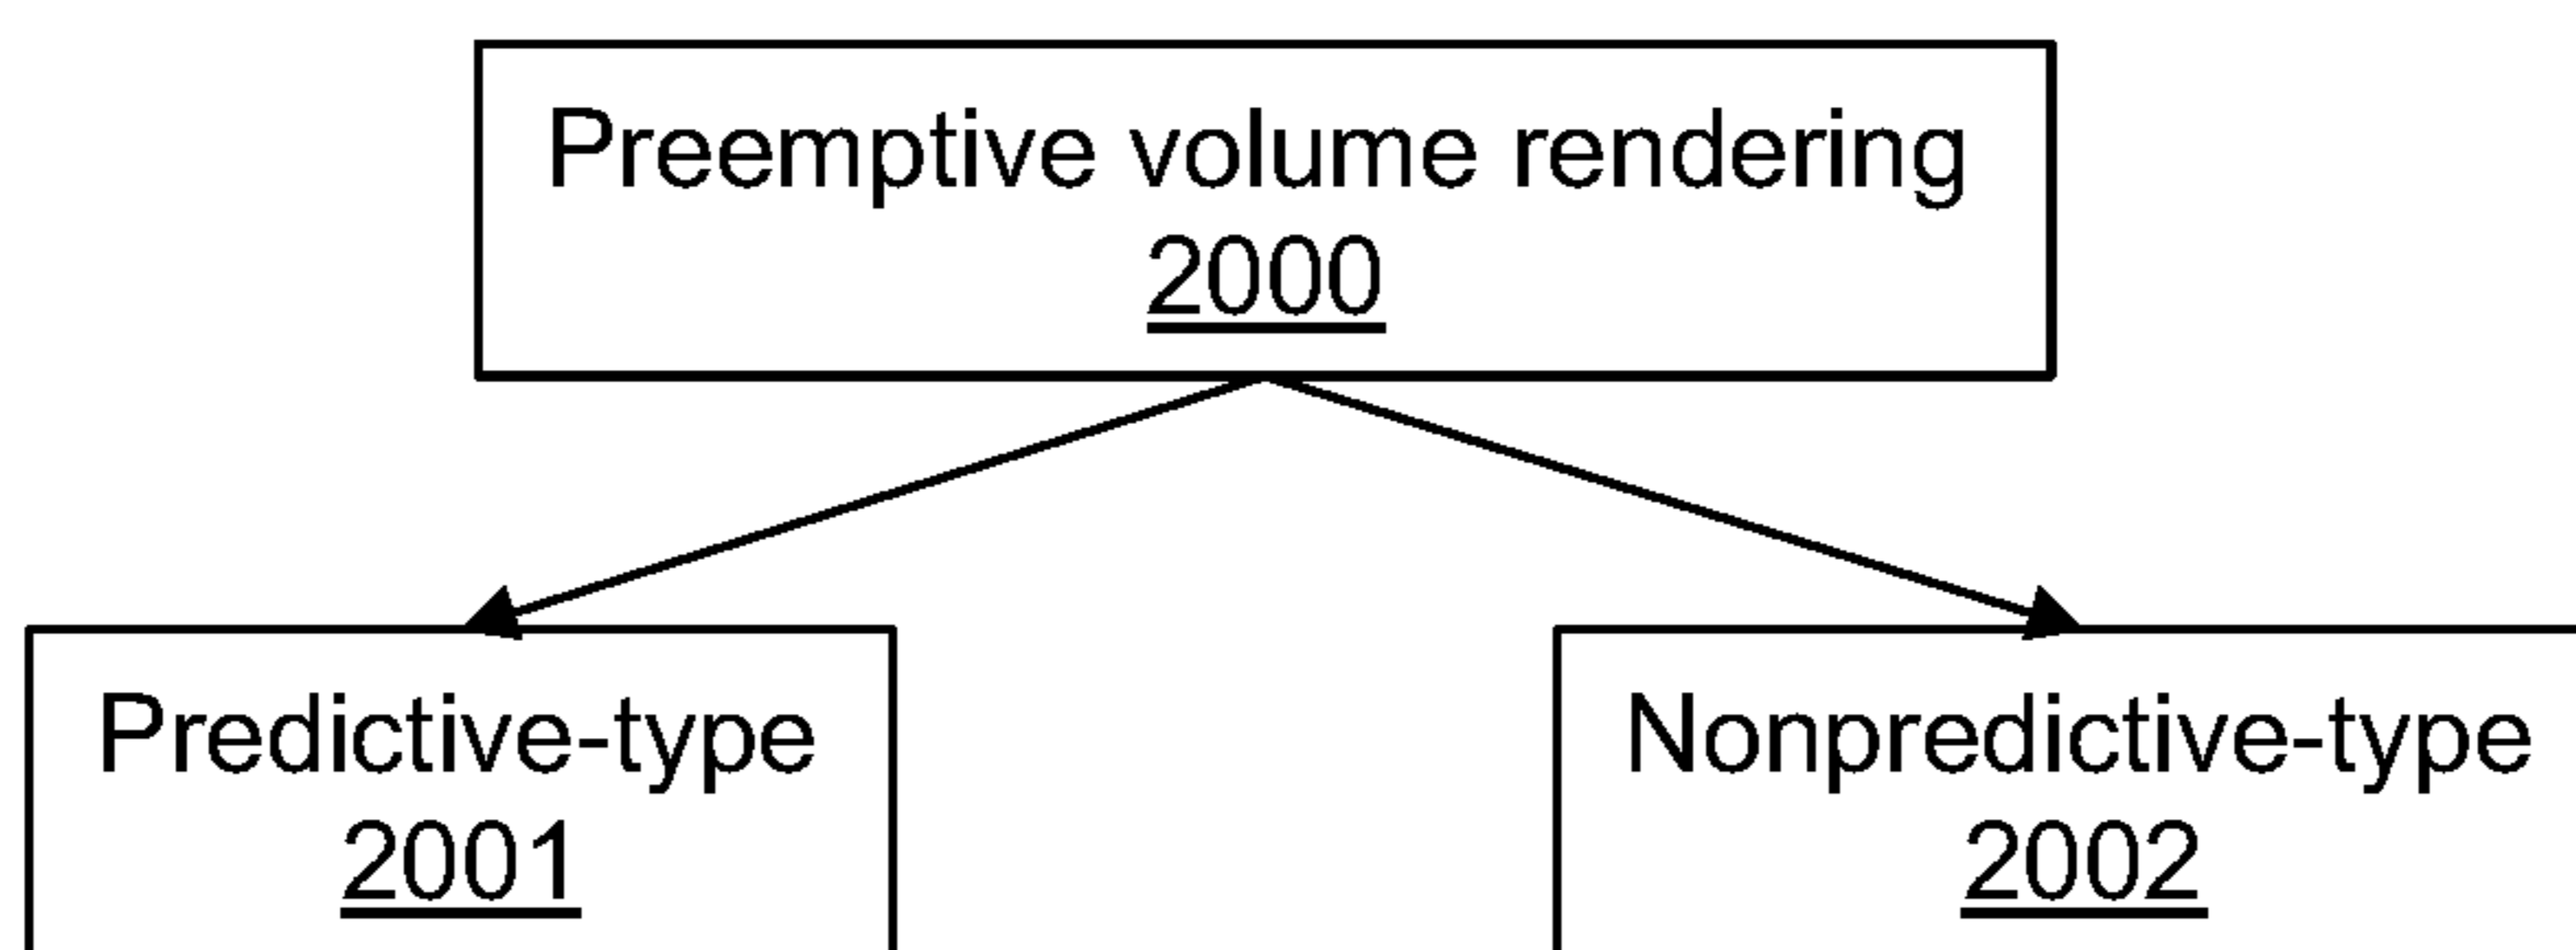 Preemptive volume rendering
2000
Predictive-type
2001
Nonpredictive-type
2002